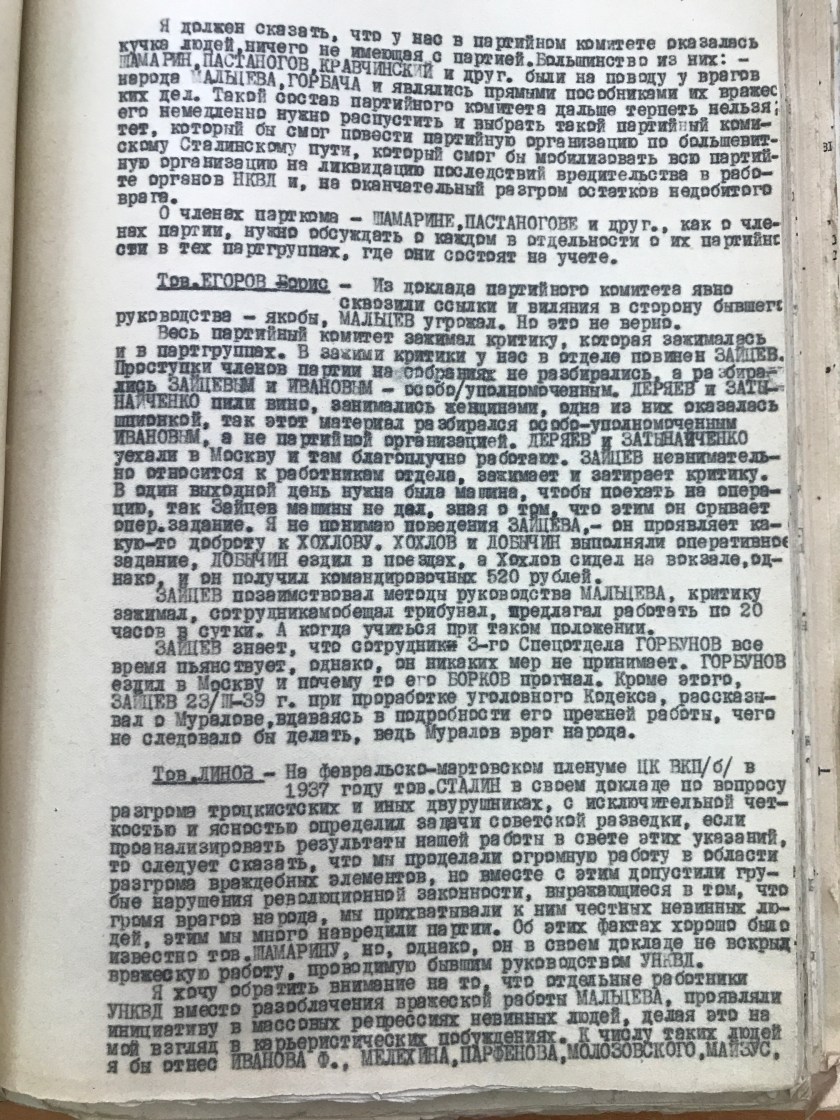 Я должен сказать, что у нас в партийном комитете оказалась
кучка людей,ничего не имеющая с партией.Большинство из них: -
ШАМАРИН,ПАСТАНОГОВ,КРАВЧИНСКИЙ и друг. были на поводу у врагов
народа МАЛЬЦЕВА,ГОРБАЧА и являлись прямыми пособниками их вражес
ких дел. Такой состав партийного комитета дальше терпеть нельзя;
его немедленно нужно распустить и выбрать такой партийный коми-
тет, который бы смог повести партийную организацию по большевит-
скому Сталинскому пути, который смог бы мобилизовать всю партий-
ную организацию на ликвидацию последствий вредительства в рабо-
те органов НКВД и, на окончательный разгром остатков недобитого
врага.
О членах парткома - ШАМАРИНЕ,ПАСТАНОГОВЕ и друг., как о чле-
нах партии, нужно обсуждать о каждом в отдельности о их партийно
сти в тех партгруппах, где они состоят на учете.
Тов.ЕГОРОВ Борис - Из доклада партийного комитета явно
сквозили ссылки и виляния в сторону бывшего
руководства - якобы, МАЛЬЦЕВ угрожал. Но это не верно.
Весь партийный комитет зажимал критику, которая зажималась
и в партгруппах. В зажими критики у нас в отделе повинен ЗАЙЦЕВ.
Проступки членов партии на собраниях не разбирались, а разбира-
лись ЗАЙЦЕВЫМ и ИВАНОВЫМ - особо/уполномоченным. ДЕРЯЕВ и ЗАТЫ-
НАЙЧЕНКО пили вино, занимались женщинами, одна из них оказалась
шпионкой, так этот материал разбирался особо-уполномоченным
ИВАНОВЫМ, а не партийной организацией. ДЕРЯЕВ и ЗАТЫНАЙЧЕНКО
уехали в Москву и там благоплучно работают. ЗАЙЦЕВ невниматель-
но относится к работникам отдела, зажимает и затирает критику.
В один выходной день нужна была машина, чтобы поехать на опера-
цию, так Зайцев машины не дал, зная о том, что этим он срывает
опер.задание. Я не понимаю поведения ЗАЙЦЕВА,- он проявляет ка-
кую-то доброту к ХОХЛОВУ. ХОХЛОВ и ДОБЫЧИН выполняли оперативное
задание, ДОБЫЧИН ездил в поездах, а Хохлов сидел на вокзале,од-
нако, и он получил командировочных 520 рублей.
ЗАЙЦЕВ позаимствовал методы руководства МАЛЬЦЕВА, критику
зажимал, сотрудникамобещал трибунал, предлагал работать по 20
часов в сутки. А когда учиться при таком положении.
ЗАЙЦЕВ знает, что сотрудник 3-го Спецотдела ГОРБУНОВ все
время пьянствует, однако, он никаких мер не принимает. ГОРБУНОВ
ездил в Москву и почему то его БОРКОВ прогнал. Кроме этого,
ЗАЙЦЕВ 23/Ш-39 г. при проработке уголовного Кодекса, рассказы-
вал о Муралове,вдаваясь в подробности его прежней работы, чего
не следовало бы делать, ведь Муралов враг народа.
Тов.ЛИНОВ - На февральско-мартовском пленуме ЦК ВКП/б/ в
1937 году тов.СТАЛИН в своем докладе по вопросу
разгрома троцкистских и иных двурушниках, с исключительной чет-
костью и ясностью определил задачи советской разведки, если
проанализировать результаты нашей работы в свете этих указаний,
то следует сказать, что мы проделали огромную работу в области
разгрома враждебных элементов, но вместе с этим допустили гру-
бые нарушения революционной законности, выражающиеся в том, что
громя врагов народа, мы прихватывали к ним честных невинных лю-
дей, этим мы много навредили партии. Об этих фактах хорошо было
известно тов.ШАМАРИНУ, но, однако, он в своем докладе не вскрыл
вражескую работу, проводимую бывшим руководством УНКВД.
Я хочу обратить внимание на то, что отдельные работники
УНКВД вместо разоблачения вражеской работы МАЛЬЦЕВА, проявляли
инициативу в массовых репрессиях невинных людей, делая это на
мой взгляд в карьеристических побуждениях. К числу таких людей
я бы отнес ИВАНОВА Ф., МЕЛЕХИНА,ПАРФЕНОВА,МОЛОЗОВСКОГО,МАЙЗУС,